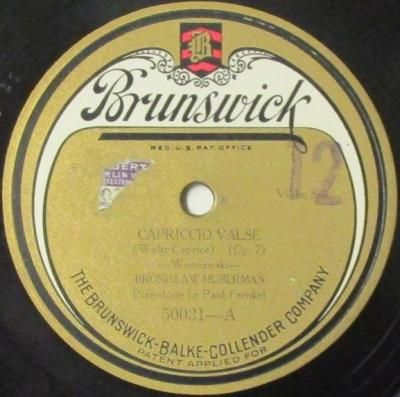 B
Brunswick
REG. U.S. PAT. OFFICE
12
Violin Solo
CAPRICCIO VALSE
(Waltz Caprice) (Op. 7)
—Wieniawski—
BRONISLAW HUBERMAN
Pianoforte by Paul Frenkel
50031—A
THE BRUNSWICK-BALKE-COLLENDER COMPANY
PATENT APPLIED FOR